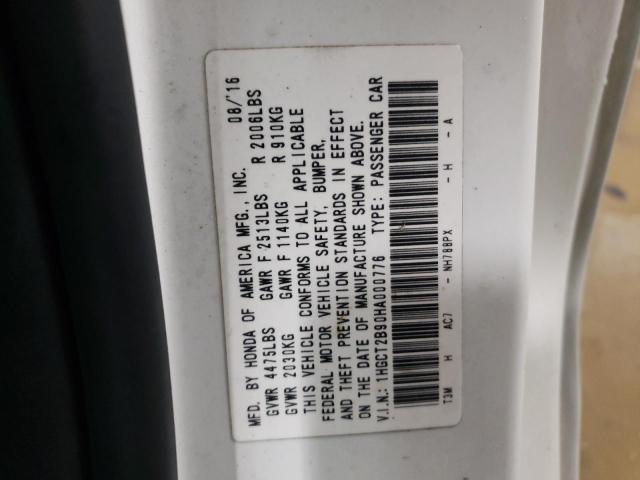 MFD. BY HONDA OF AMERICA MFG., INC. 08/'16
GVWR 4475LBS GAWR F 2513LBS R 2006LBS
GVWR 2030KG GAWR F 1140KG R 910KG
THIS VEHICLE CONFORMS TO ALL APPLICABLE
FEDERAL MOTOR VEHICLE SAFETY, BUMPER,
AND THEFT PREVENTION STANDARDS IN EFFECT
ON THE DATE OF MANUFACTURE SHOWN ABOVE.
V.I.N.: 1HGCT2B90HA000776 TYPE: PASSENGER CAR
T3M H AC7 - NH788PX - H - A